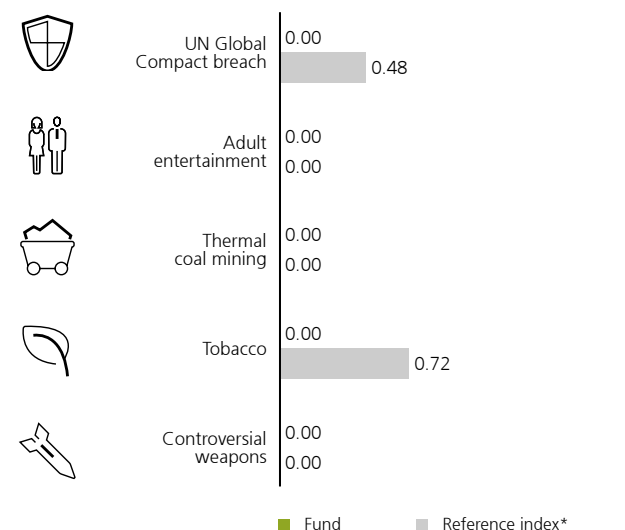 UN Global
Compact breach
0.00
0.48
Adult
entertainment
0.00
0.00
Thermal
coal mining
0.00
0.00
Tobacco
0.00
0.72
Controversial
weapons
0.00
0.00
Fund
Reference index*